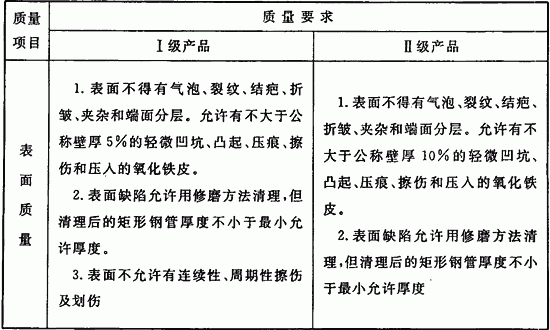 质量项目
质量要求
Ⅰ级产品
Ⅱ级产品
表面质量
1.表面不得有气泡、裂纹、结疤、折
皱、夹杂和端面分层。允许有不大于公
称壁厚5%的轻微凹坑、凸起、压痕、擦
伤和压入的氧化铁皮。
2.表面缺陷允许用修磨方法清理,但
清理后的矩形钢管厚度不小于最小允
许厚度。
3.表面不允许有连续性、周期性擦伤
及划伤
1.表面不得有气泡、裂纹、结疤、
折皱、夹杂和端面分层。允许有不
大于公称壁厚10%的轻微凹坑、
凸起、压痕、擦伤和压入的氧化铁
皮。
2.表面缺陷允许用修磨方法清
理,但清理后的矩形钢管厚度不小
于最小允许厚度